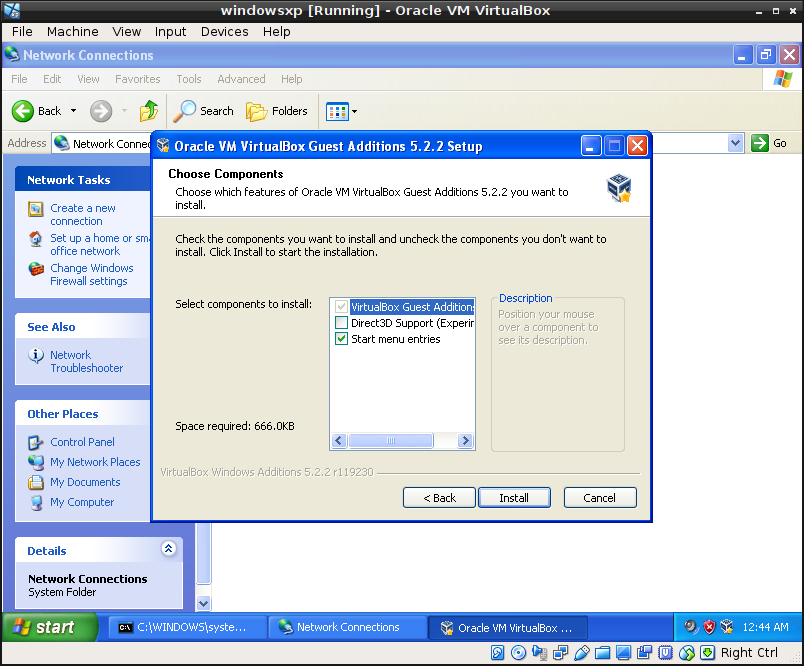 windowsxp [Running] - Oracle VM VirtualBox
File Machine View Input Devices Help
Network Connections
File Edit View Favorites Tools Advanced Help
Back Search Folders
Address Network Conne Go
Oracle VM VirtualBox Guest Additions 5.2.2 Setup
Choose Components
Choose which features of Oracle VM VirtualBox Guest Additions 5.2.2 you want to
install.
Check the components you want to install and uncheck the components you don't want to
install. Click Install to start the installation.
Select components to install:
VirtualBox Guest Additions
Direct3D Support (Experin
Start menu entries
Description
Position your mouse
over a component to
see its description.
Space required: 666.0KB
VirtualBox Windows Additions 5.2.2 r119230
< Back Install Cancel
Network Tasks
Create a new
connection
Set up a home or sma
office network
Change Windows
Firewall settings
See Also
Network
Troubleshooter
Other Places
Control Panel
My Network Places
My Documents
My Computer
Details
Network Connections
System Folder
start C:\WINDOWS\syste... Network Connections Oracle VM VirtualBox ... 12:44 AM
Right Ctrl